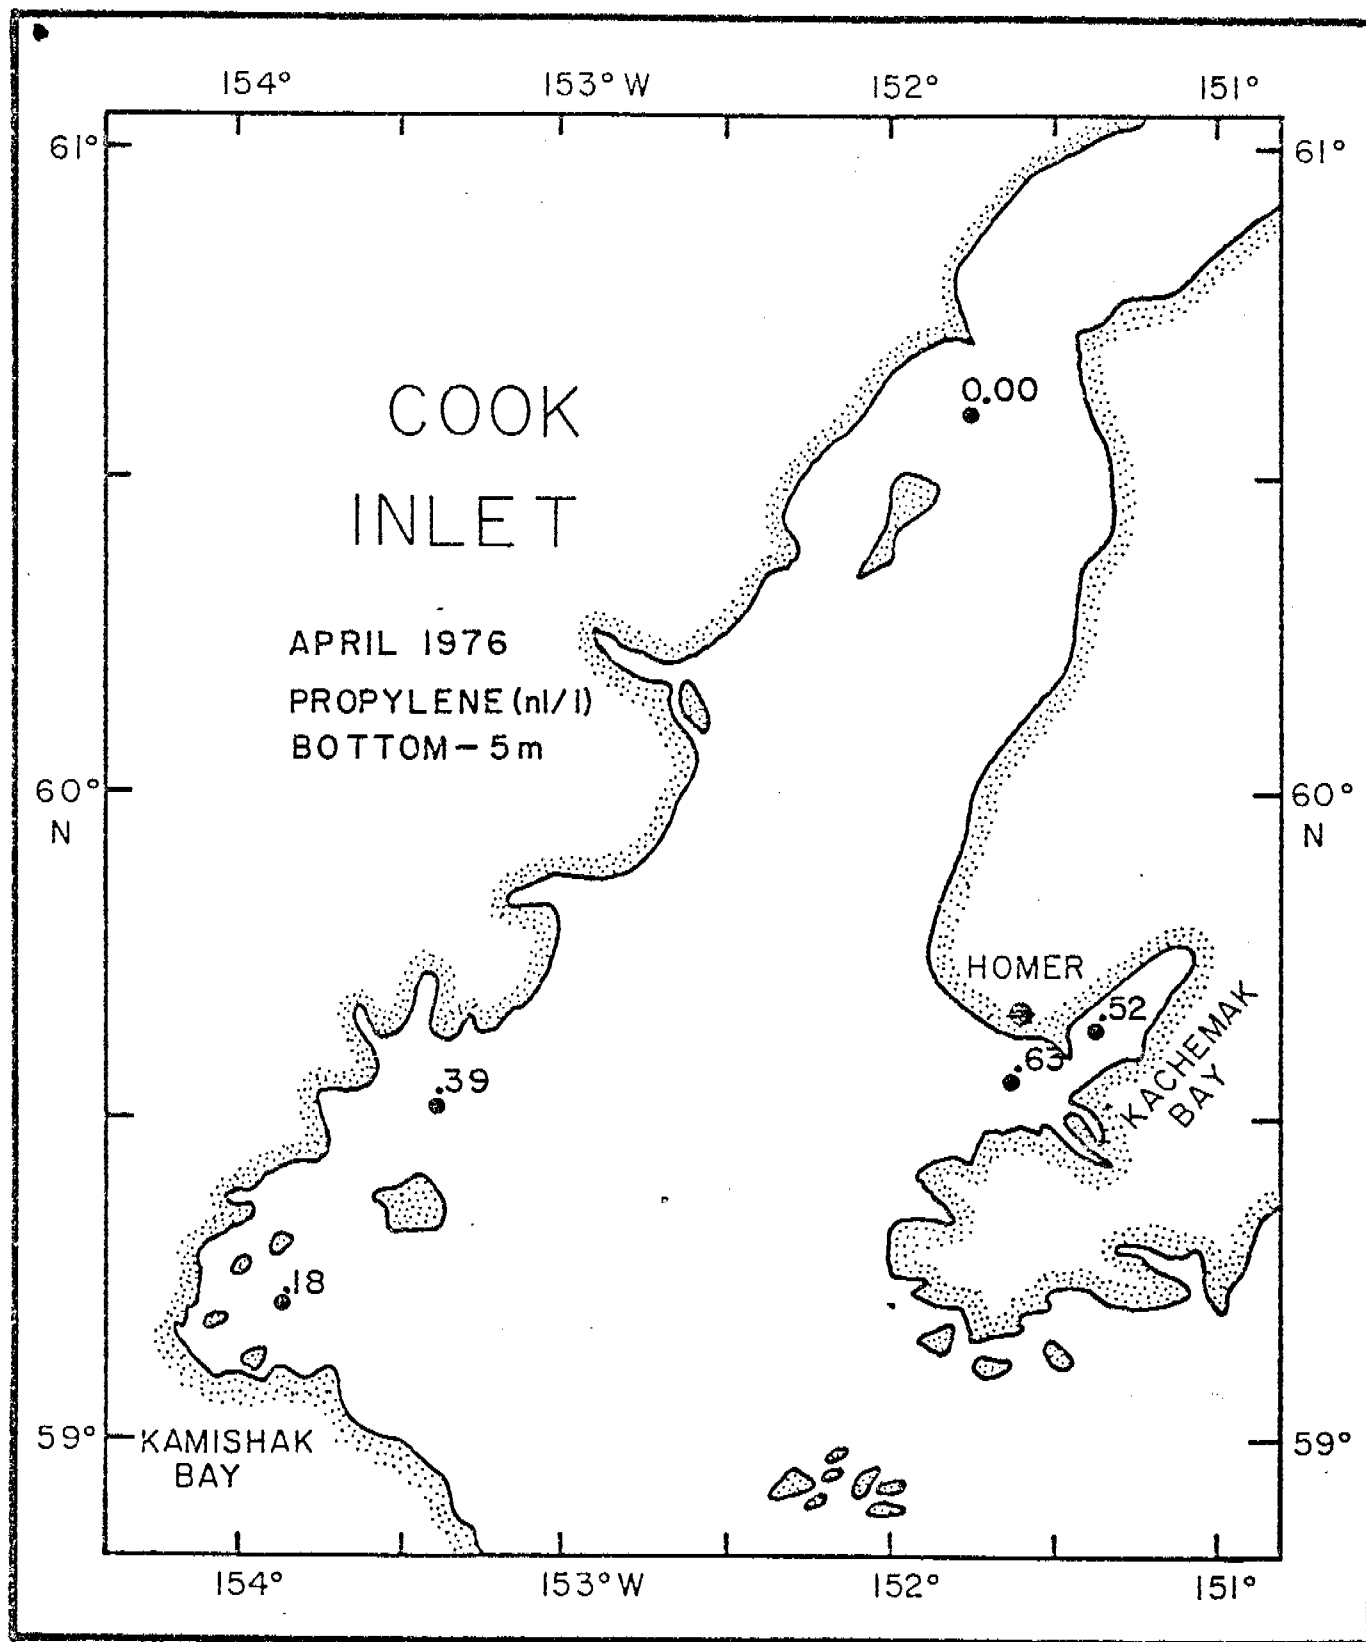 154° 153° W 152° 151°
61° 61°
0.00
COOK
INLET
APRIL 1976
PROPYLENE (nl/l)
BOTTOM - 5m
60° 60°
N N
HOMER
.52
.63
KACHEMAK
BAY
.39
.18
59° 59°
KAMISHAK
BAY
154° 153° W 152° 151°